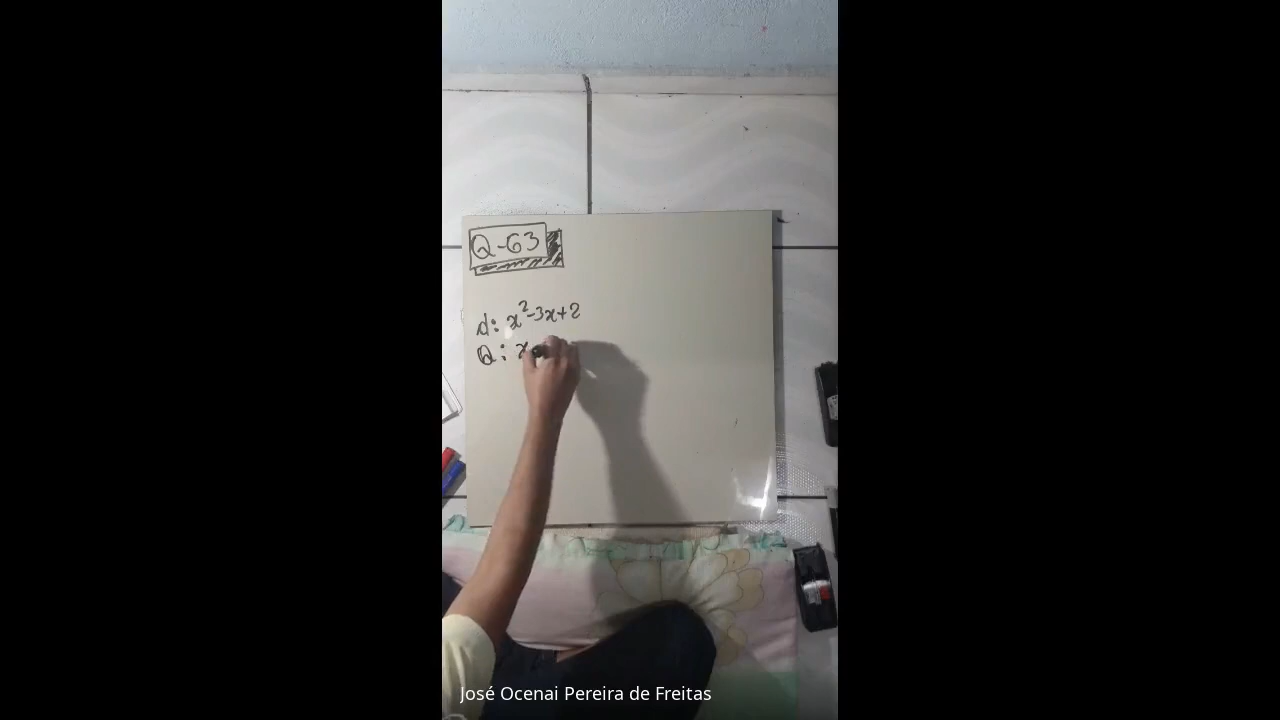 Q-63
d: x²-3x+2
Q: x
José Ocenai Pereira de Freitas